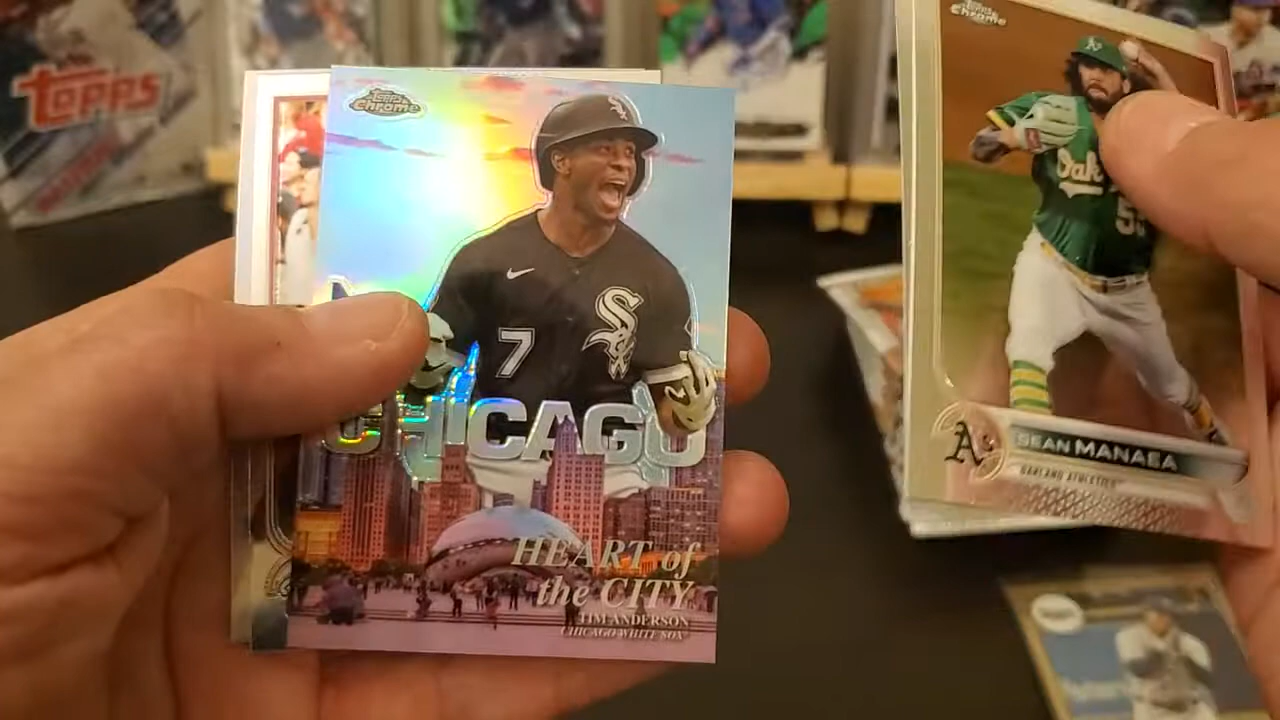 Topps
Topps
Chrome
7
CHICAGO
HEART of
the CITY
TIM ANDERSON
CHICAGO WHITE SOX
Topps
Chrome
Oak
55
A's
SEAN MANAEA
OAKLAND ATHLETICS